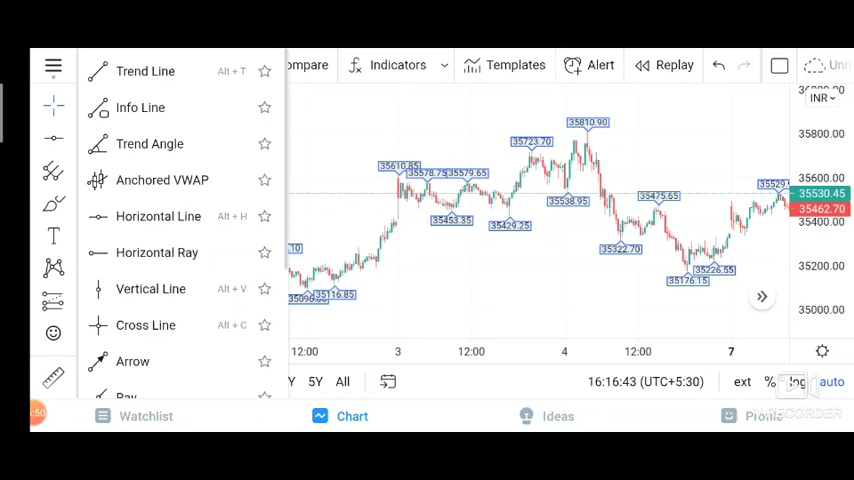 ompare
Indicators
Templates
Alert
Replay
Unn
Trend Line Alt + T
Info Line
Trend Angle
Anchored VWAP
Horizontal Line Alt + H
Horizontal Ray
Vertical Line Alt + V
Cross Line Alt + C
Arrow
Ray
INR
35810.90
35723.70
35610.85
35578.75
35579.65
35538.95
35475.65
35453.35
35429.25
35322.70
35226.55
35176.15
35116.85
.10
35529.
35800.00
35600.00
35530.45
35462.70
35400.00
35200.00
35000.00
12:00 3 12:00 4 12:00 7
Y 5Y All
16:16:43 (UTC+5:30) ext % log auto
:50
Watchlist Chart Ideas Profile
RECORDER